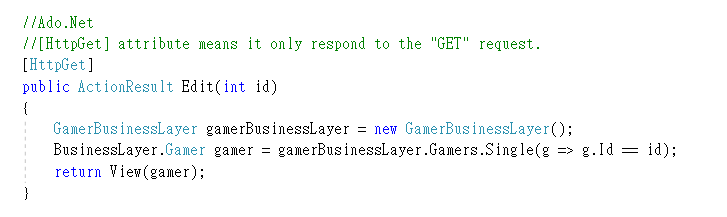 //Ado.Net
//[HttpGet] attribute means it only respond to the "GET" request.
[HttpGet]
public ActionResult Edit(int id)
{
GamerBusinessLayer gamerBusinessLayer = new GamerBusinessLayer();
BusinessLayer.Gamer gamer = gamerBusinessLayer.Gamers.Single(g => g.Id == id);
return View(gamer);
}